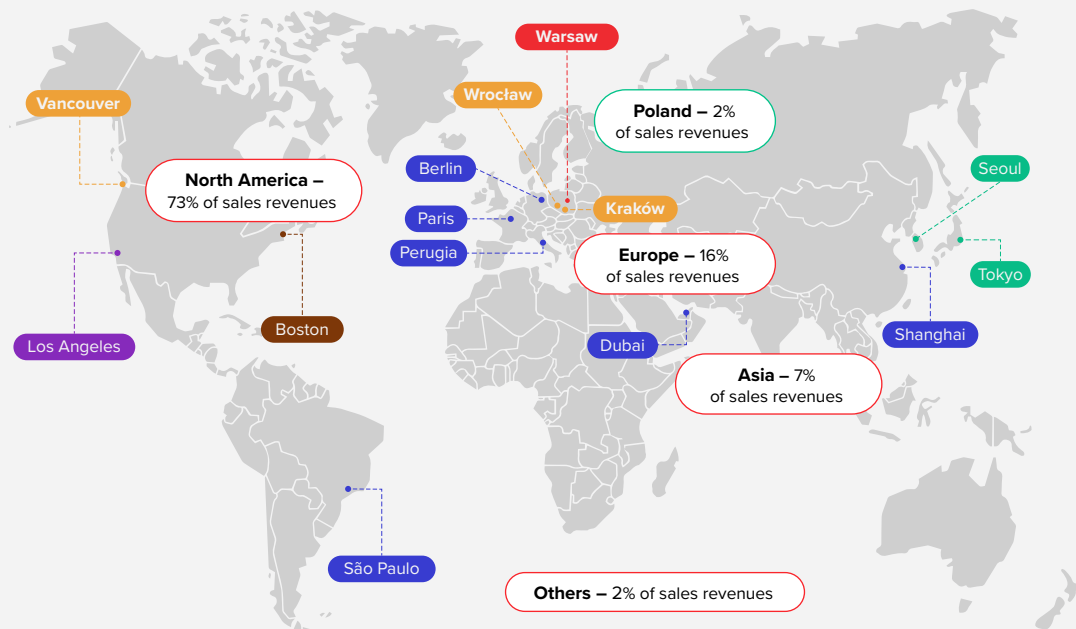 Warsaw
Vancouver
Wrocław
Poland – 2%
of sales revenues
Berlin
Seoul
North America –
73% of sales revenues
Paris
Kraków
Perugia
Europe – 16%
of sales revenues
Tokyo
Boston
Los Angeles
Dubai
Shanghai
Asia – 7%
of sales revenues
São Paulo
Others – 2% of sales revenues